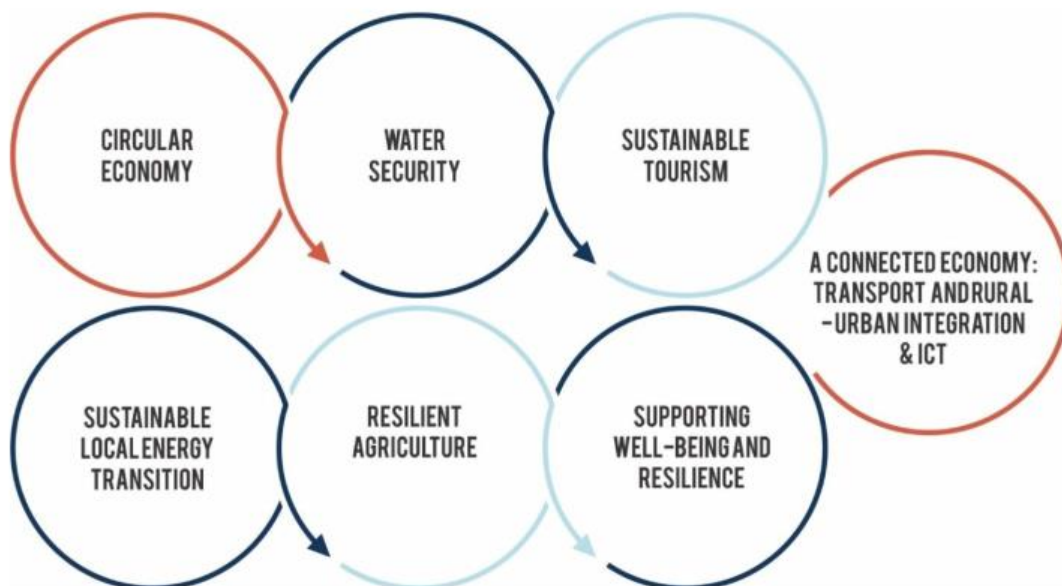 CIRCULAR
ECONOMY
WATER
SECURITY
SUSTAINABLE
TOURISM
A CONNECTED ECONOMY:
TRANSPORT AND RURAL
– URBAN INTEGRATION
& ICT
SUSTAINABLE
LOCAL ENERGY
TRANSITION
RESILIENT
AGRICULTURE
SUPPORTING
WELL-BEING AND
RESILIENCE